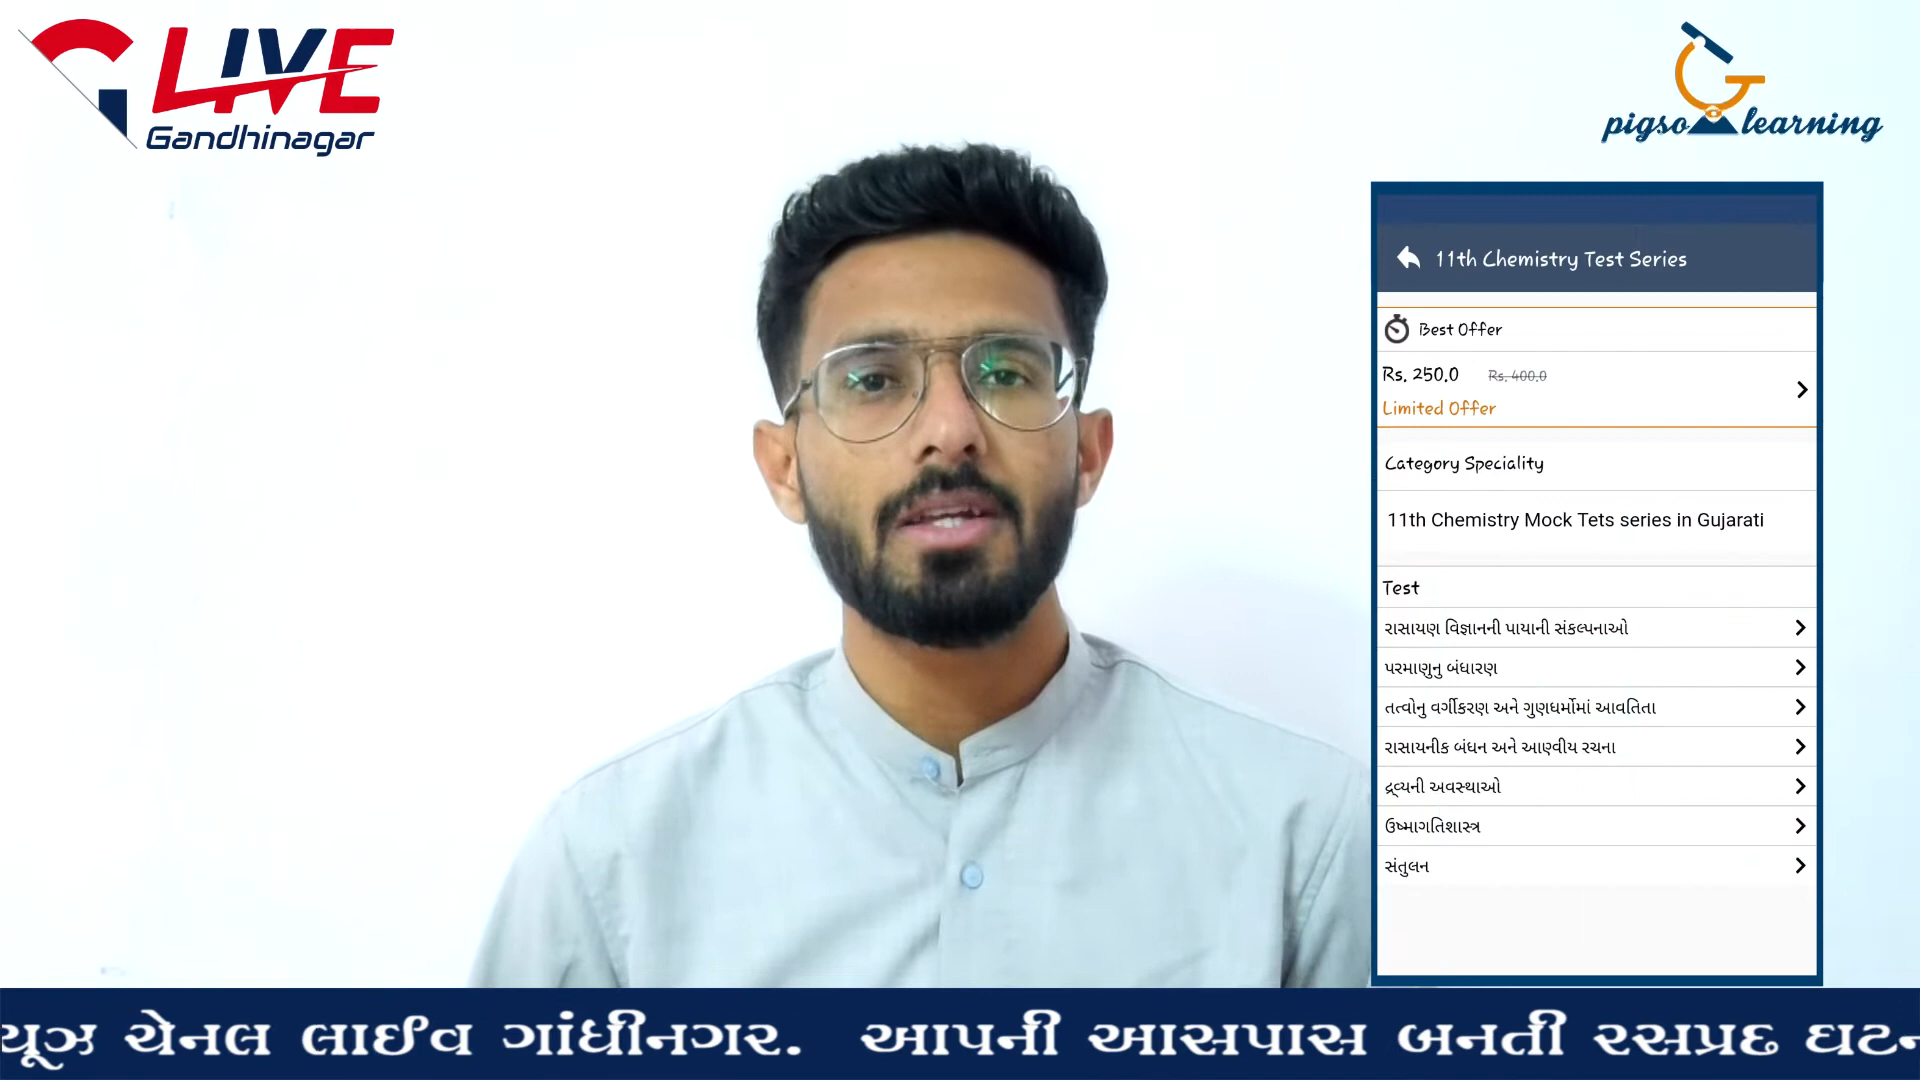 LIVE
Gandhinagar
pigso learning
11th Chemistry Test Series
Best Offer
Rs. 250.0 Rs. 400.0
Limited Offer
Category Speciality
11th Chemistry Mock Tets series in Gujarati
Test
રાસાયણ વિજ્ઞાનની પાયાની સંકલ્પનાઓ
પરમાણુનુ બંધારણ
તત્વોનુ વર્ગીકરણ અને ગુણધર્મોમાં આવતિતા
રાસાયનીક બંધન અને આણ્વીય રચના
દ્રવ્યની અવસ્થાઓ
ઉષ્માગતિશાસ્ત્ર
સંતુલન
ચેનલ લાઈવ ગાંધીનગર. આપની આસપાસ બનતી રસપ્રદ